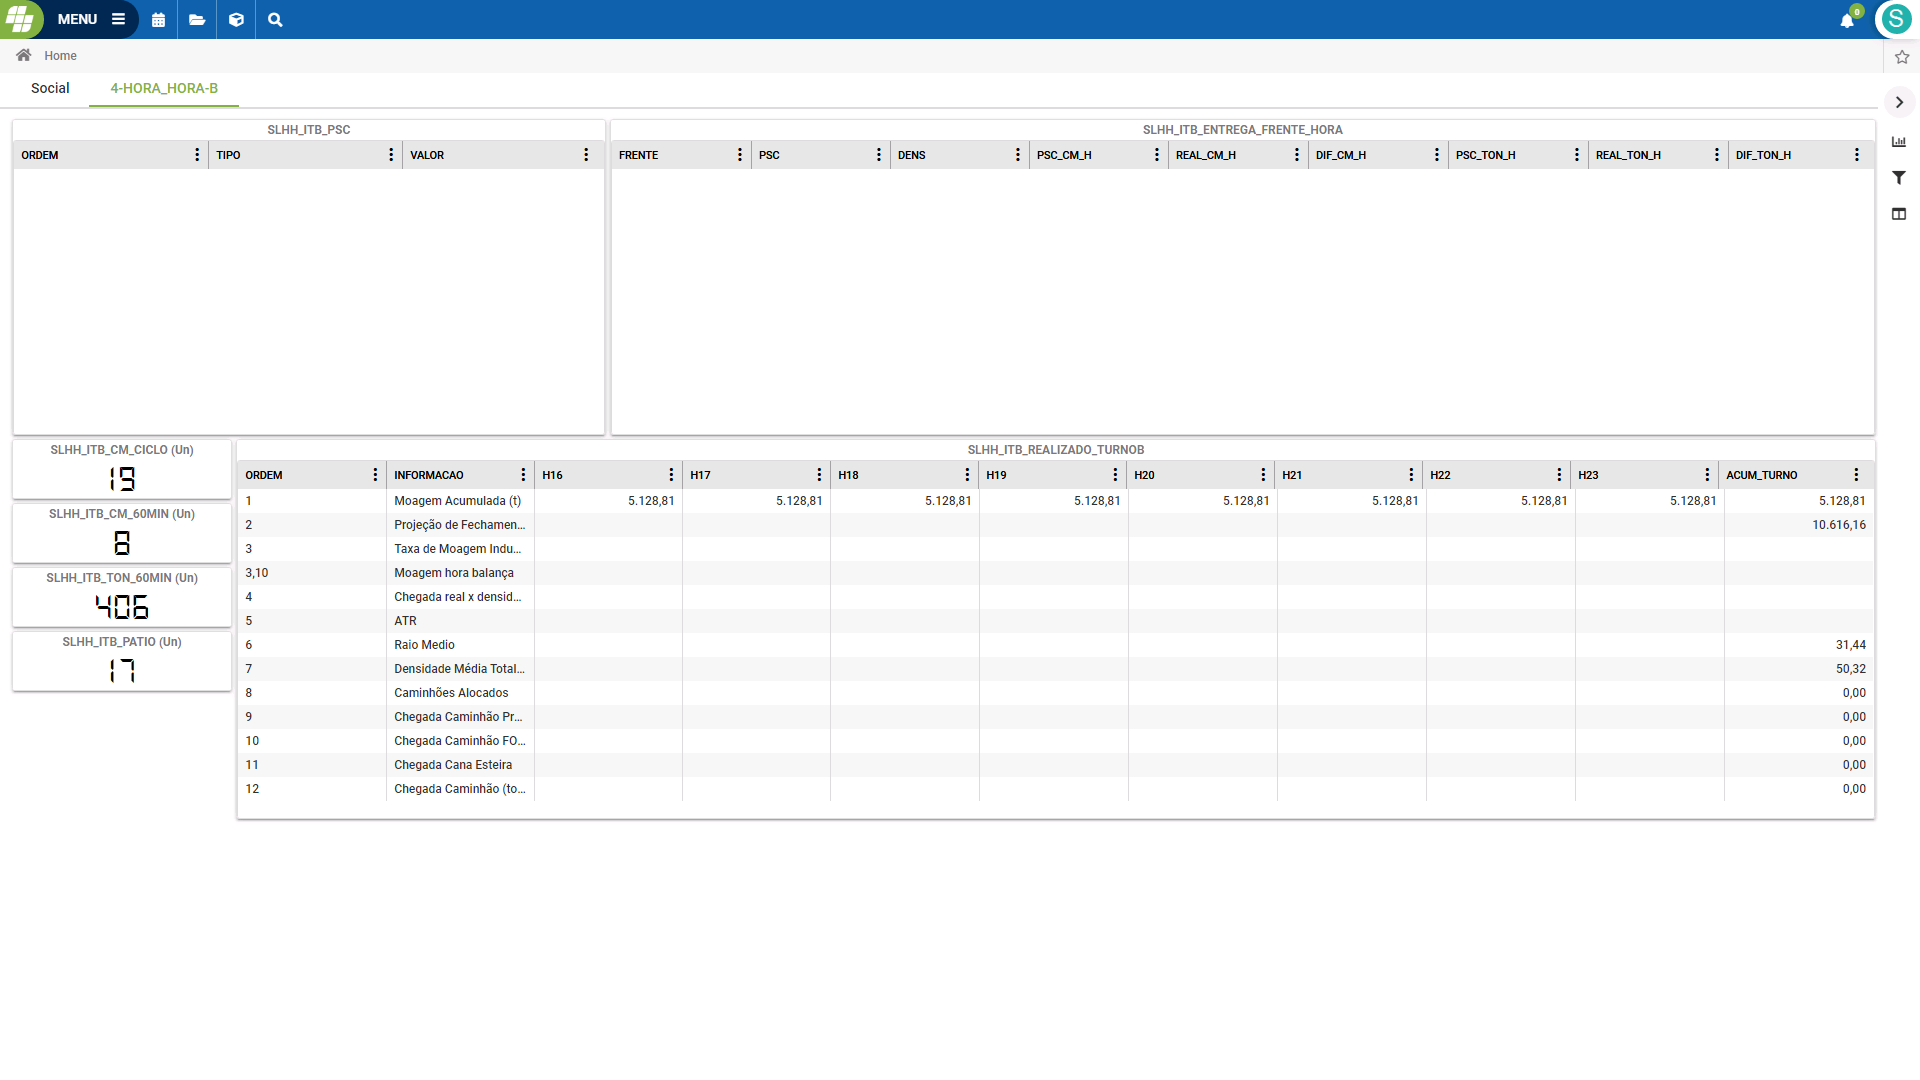 MENU
0
S
Home
Social
4-HORA_HORA-B
SLHH_ITB_PSC
ORDEM TIPO VALOR
SLHH_ITB_ENTREGA_FRENTE_HORA
FRENTE PSC DENS PSC_CM_H REAL_CM_H DIF_CM_H PSC_TON_H REAL_TON_H DIF_TON_H
SLHH_ITB_CM_CICLO (Un)
19
SLHH_ITB_CM_60MIN (Un)
8
SLHH_ITB_TON_60MIN (Un)
406
SLHH_ITB_PATIO (Un)
17
SLHH_ITB_REALIZADO_TURNOB
ORDEM INFORMACAO H16 H17 H18 H19 H20 H21 H22 H23 ACUM_TURNO
1 Moagem Acumulada (t) 5.128,81 5.128,81 5.128,81 5.128,81 5.128,81 5.128,81 5.128,81 5.128,81 5.128,81
2 Projeção de Fechamen... 10.616,16
3 Taxa de Moagem Indu...
3,10 Moagem hora balança
4 Chegada real x densid...
5 ATR
6 Raio Medio 31,44
7 Densidade Média Total... 50,32
8 Caminhões Alocados 0,00
9 Chegada Caminhão Pr... 0,00
10 Chegada Caminhão FO... 0,00
11 Chegada Cana Esteira 0,00
12 Chegada Caminhão (to... 0,00